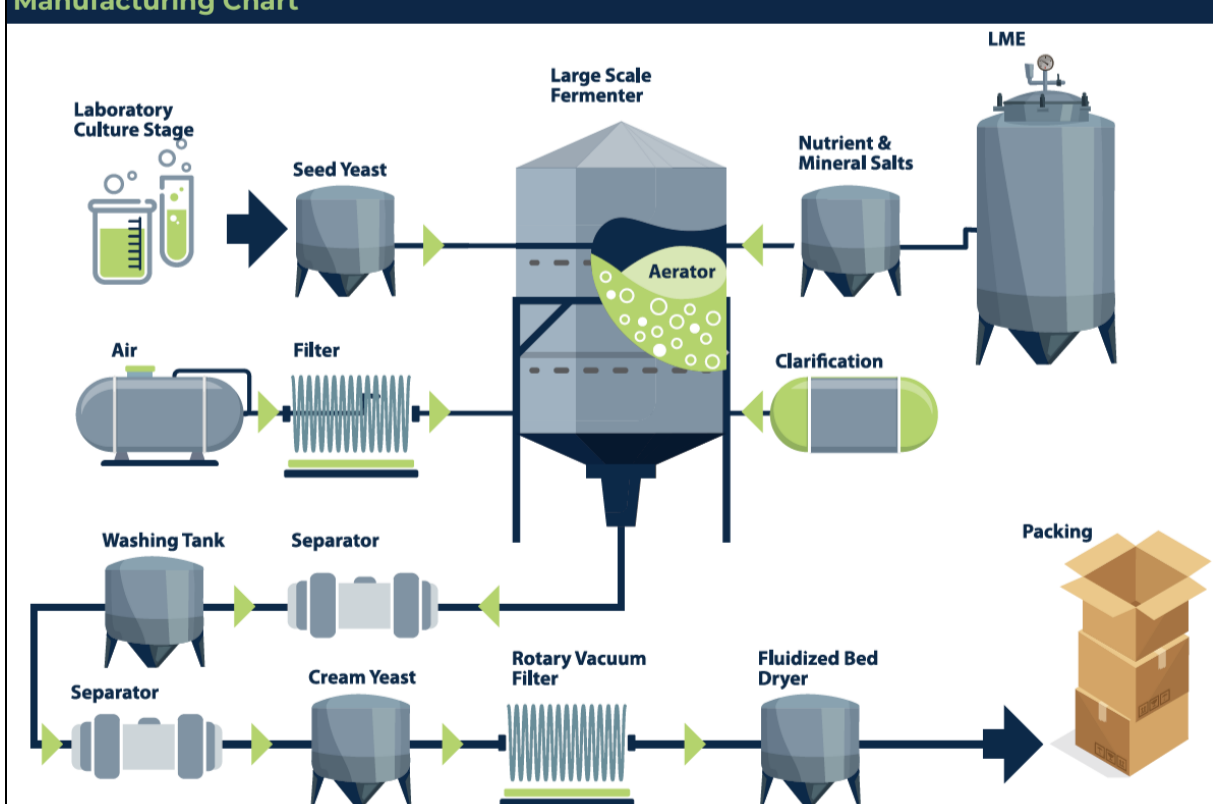 Manufacturing Chart
LME
Large Scale
Fermenter
Laboratory
Culture Stage
Nutrient &
Mineral Salts
Seed Yeast
Aerator
Air
Filter
Clarification
Packing
Washing Tank
Separator
Rotary Vacuum
Filter
Fluidized Bed
Dryer
Cream Yeast
Separator